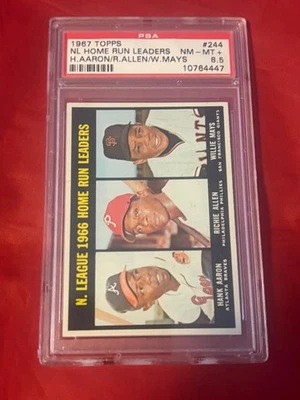 PSA
1967 TOPPS #244
NL HOME RUN LEADERS NM-MT+
H.AARON/R.ALLEN/W.MAYS 8.5
10764447
N. LEAGUE 1966 HOME RUN LEADERS
WILLIE MAYS
SAN FRANCISCO GIANTS
RICHIE ALLEN
PHILADELPHIA PHILLIES
HANK AARON
ATLANTA BRAVES